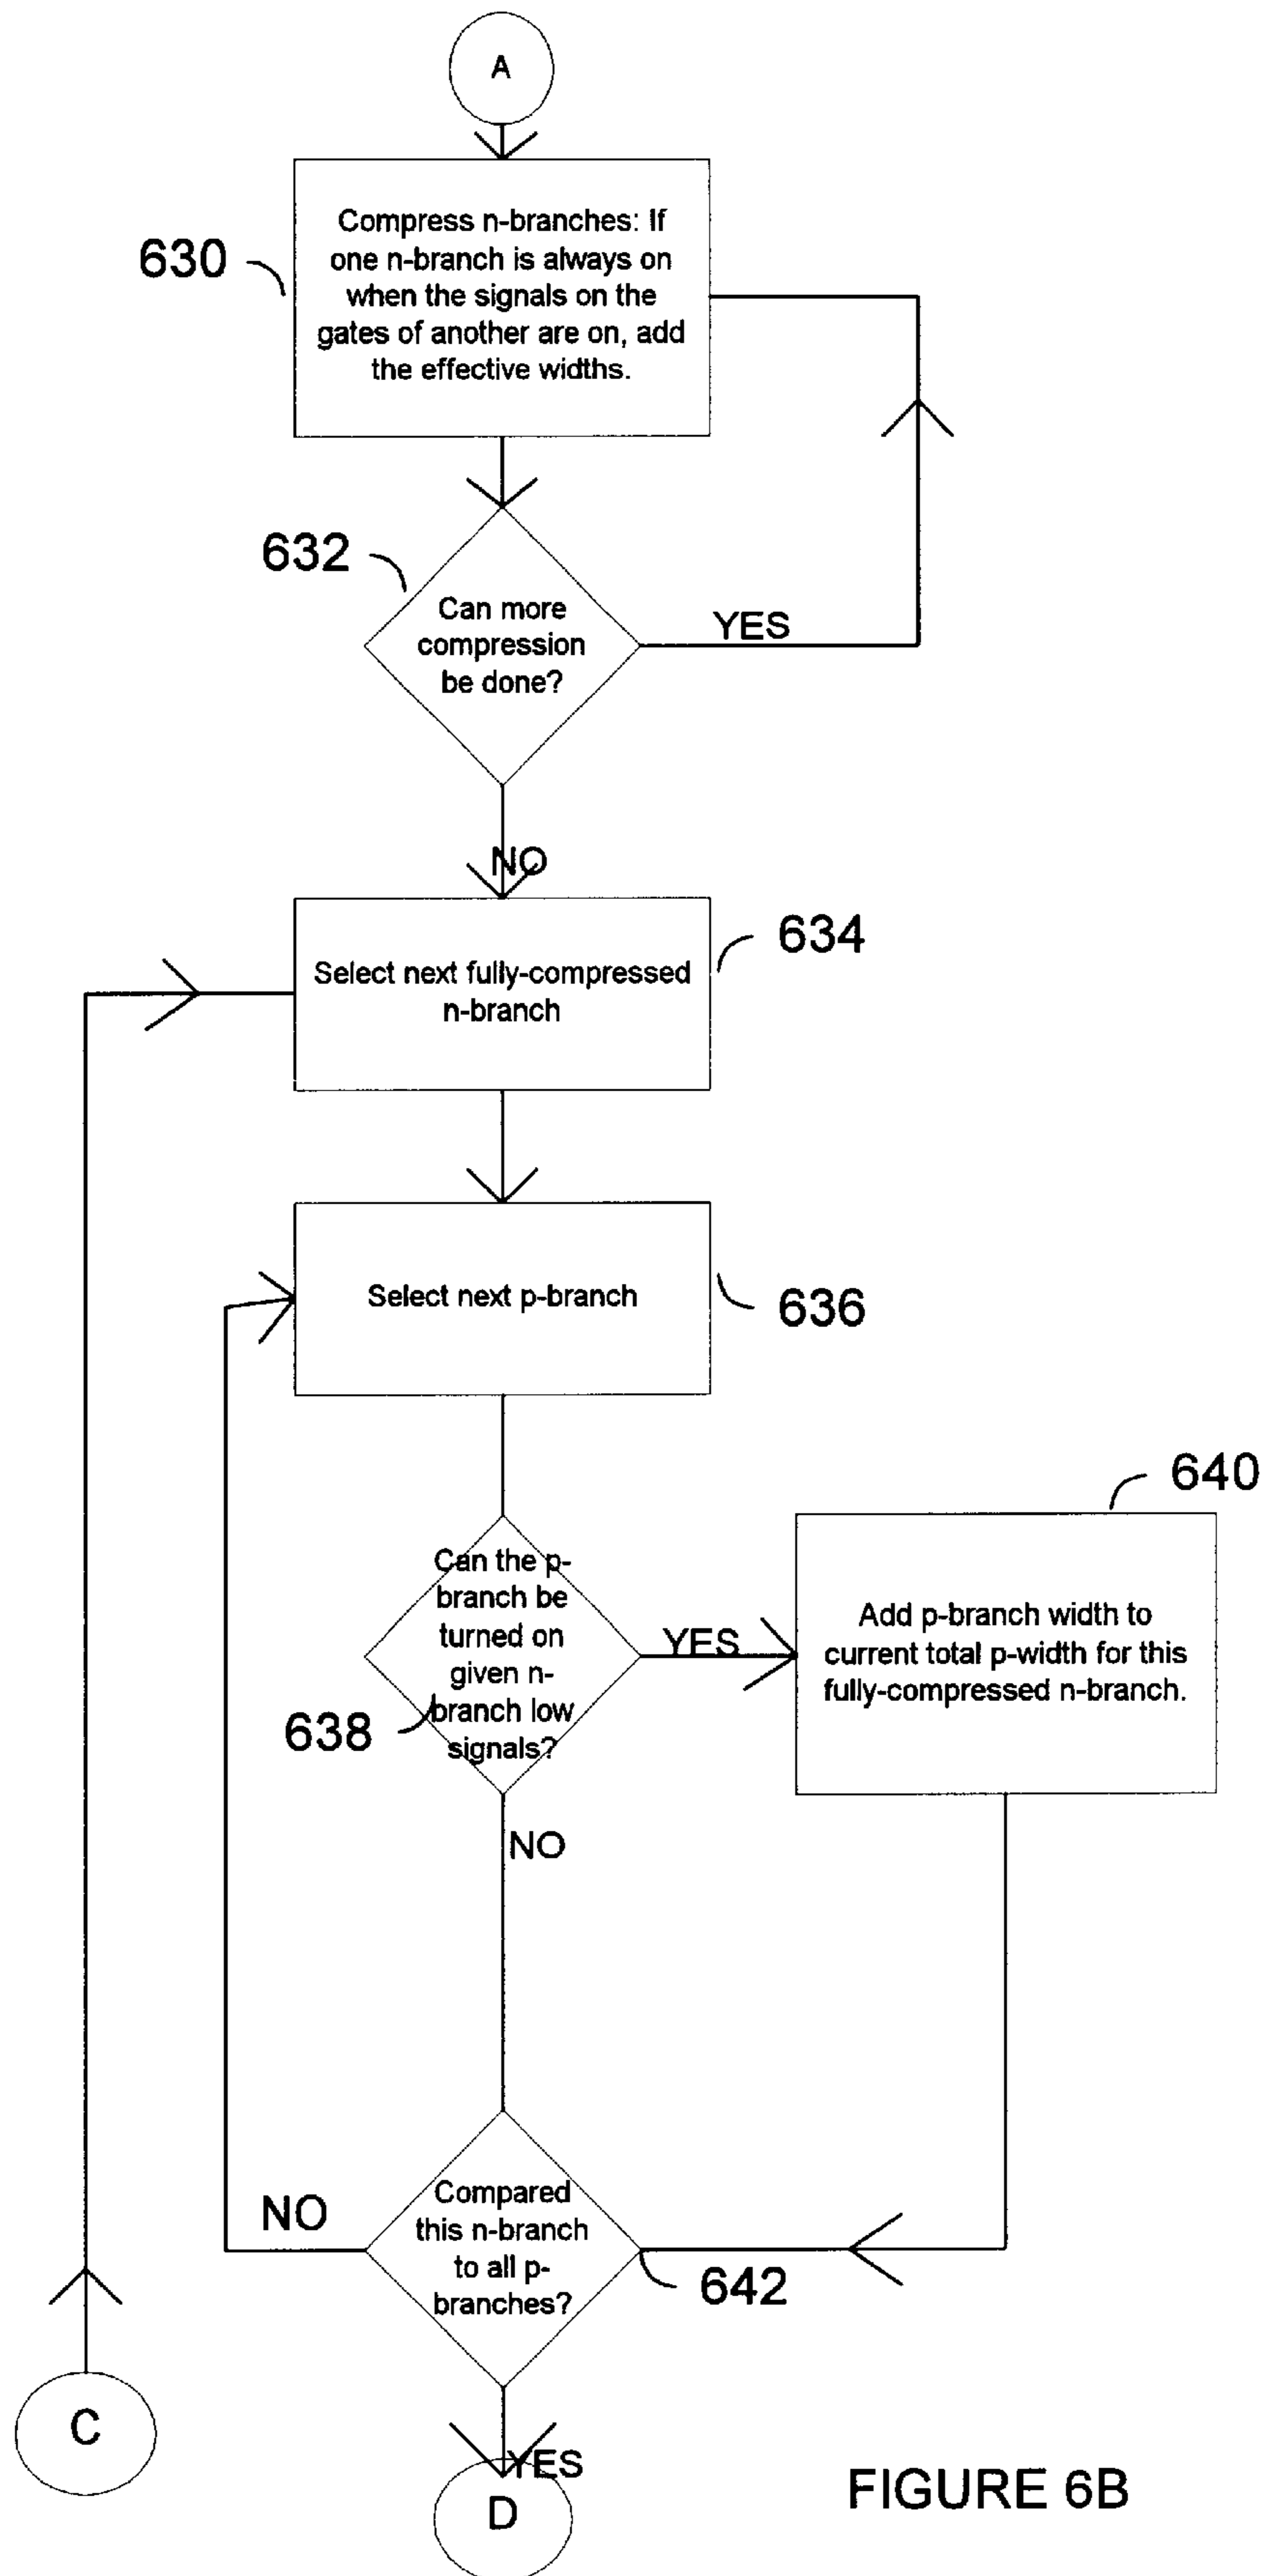 A
Compress n-branches: If
one n-branch is always on
when the signals on the
gates of another are on, add
the effective widths.
630
632
Can more
compression
be done?
YES
NO
634
Select next fully-compressed
n-branch
Select next p-branch
636
640
Can the p-
branch be
turned on
given n-
branch low
signals?
638
YES
Add p-branch width to
current total p-width for this
fully-compressed n-branch.
NO
Compared
this n-branch
to all p-
branches?
NO
642
C
YES
D
FIGURE 6B